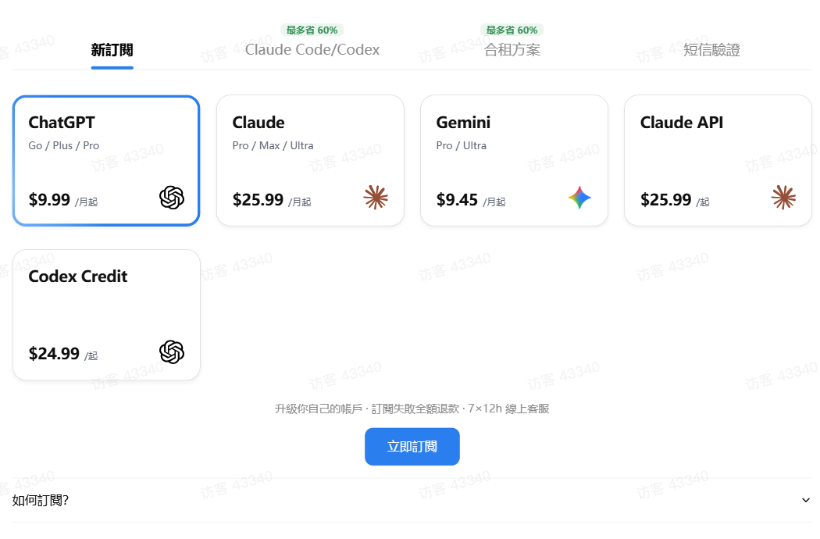 最多省 60%
最多省 60%
新訂閱
Claude Code/Codex
合租方案
短信驗證
ChatGPT
Go / Plus / Pro
$9.99 /月起
Claude
Pro / Max / Ultra
$25.99 /月起
Gemini
Pro / Ultra
$9.45 /月起
Claude API
$25.99 /起
Codex Credit
$24.99 /起
升级你自己的帳戶 · 訂閱失敗全額退款 · 7×12h 線上客服
立即訂閱
如何訂閱?
访客 43340